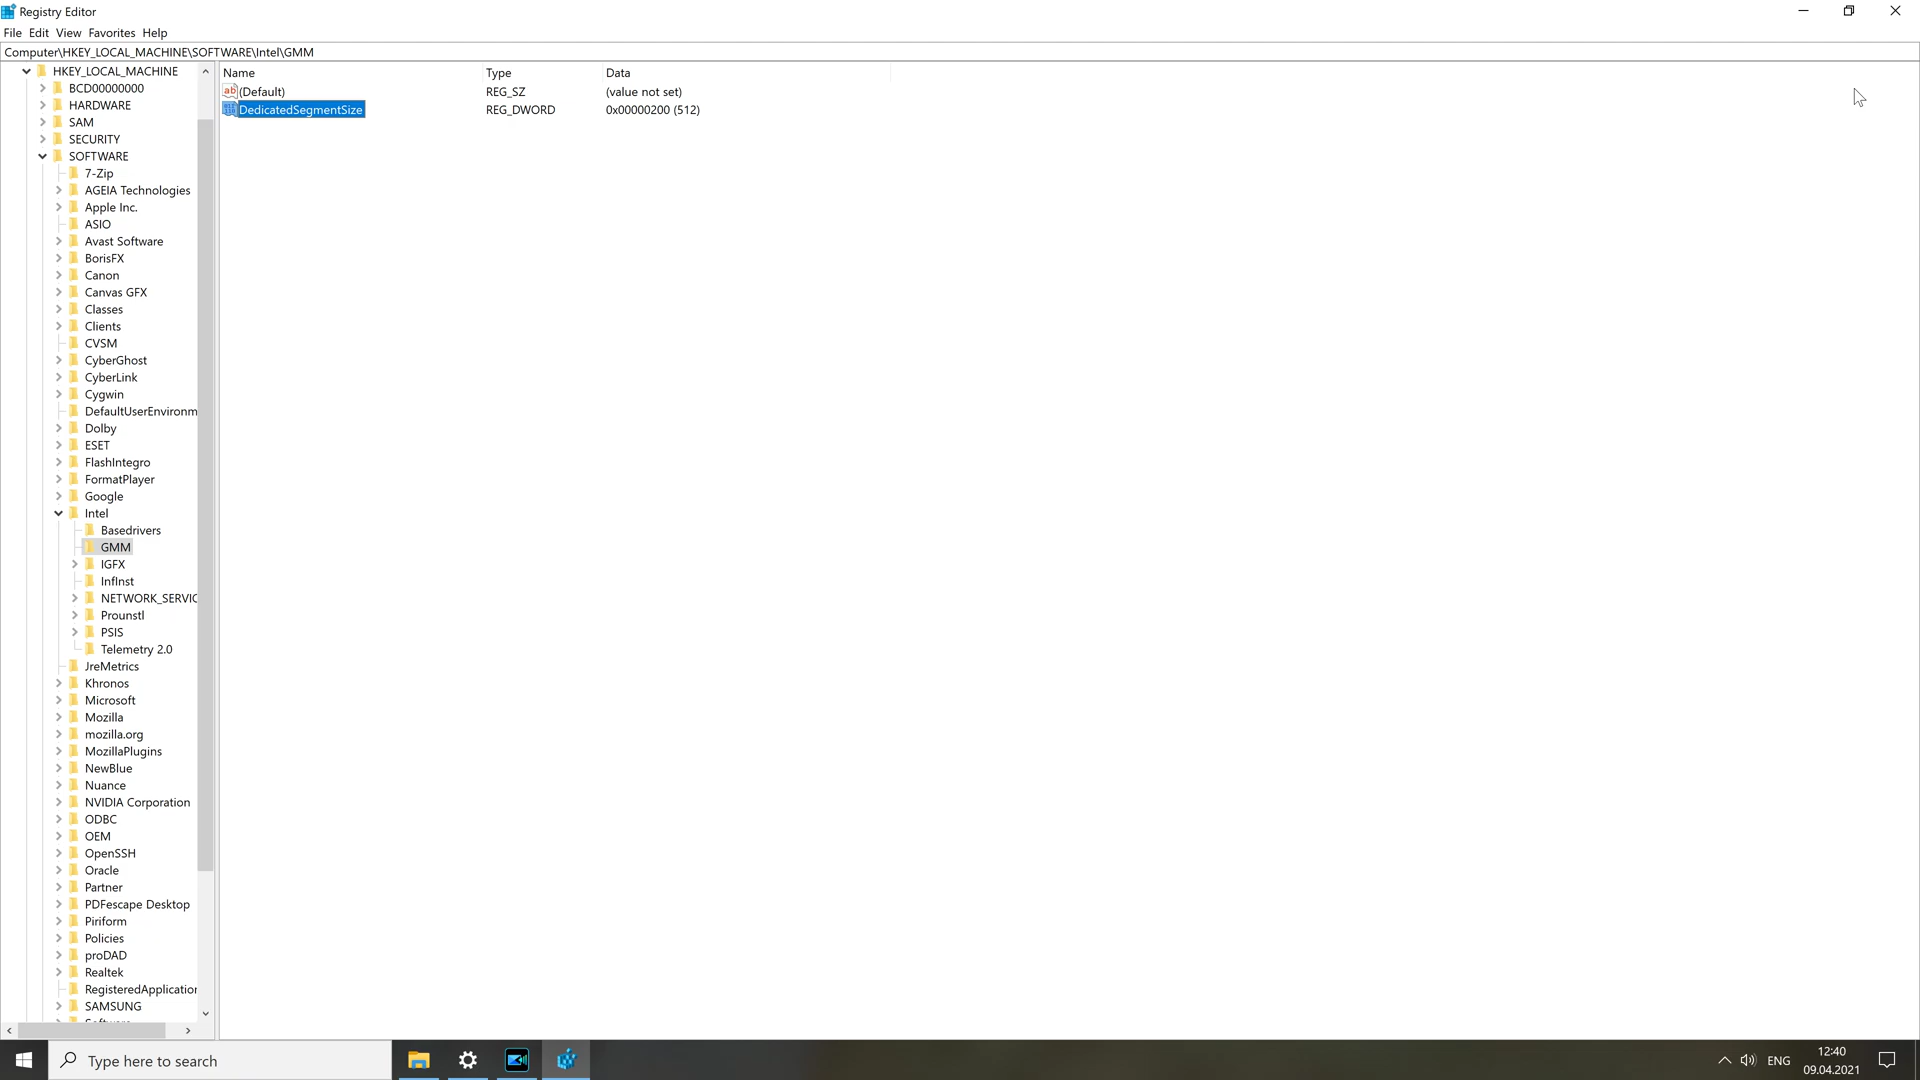 Registry Editor
File Edit View Favorites Help
Computer\HKEY_LOCAL_MACHINE\SOFTWARE\Intel\GMM
HKEY_LOCAL_MACHINE
BCD00000000
HARDWARE
SAM
SECURITY
SOFTWARE
7-Zip
AGEIA Technologies
Apple Inc.
ASIO
Avast Software
BorisFX
Canon
Canvas GFX
Classes
Clients
CVSM
CyberGhost
CyberLink
Cygwin
DefaultUserEnvironm
Dolby
ESET
FlashIntegro
FormatPlayer
Google
Intel
Basedrivers
GMM
IGFX
InfInst
NETWORK_SERVIC
Prounstl
PSIS
Telemetry 2.0
JreMetrics
Khronos
Microsoft
Mozilla
mozilla.org
MozillaPlugins
NewBlue
Nuance
NVIDIA Corporation
ODBC
OEM
OpenSSH
Oracle
Partner
PDFescape Desktop
Piriform
Policies
proDAD
Realtek
RegisteredApplication
SAMSUNG
Name Type Data
ab (Default) REG_SZ (value not set)
DedicatedSegmentSize REG_DWORD 0x00000200 (512)
Type here to search
ENG
12:40
09.04.2021